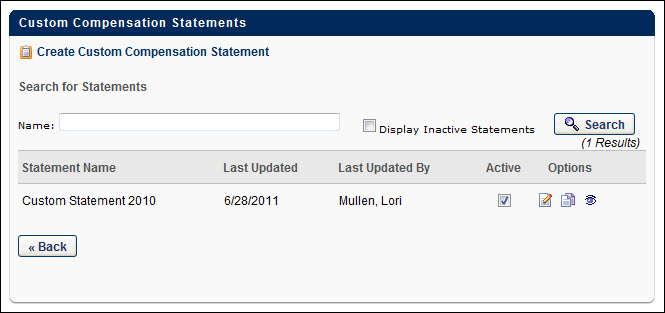 Custom Compensation Statements
Create Custom Compensation Statement
Search for Statements
Name: Display Inactive Statements Search
(1 Results)
Statement Name Last Updated Last Updated By Active Options
Custom Statement 2010 6/28/2011 Mullen, Lori
« Back